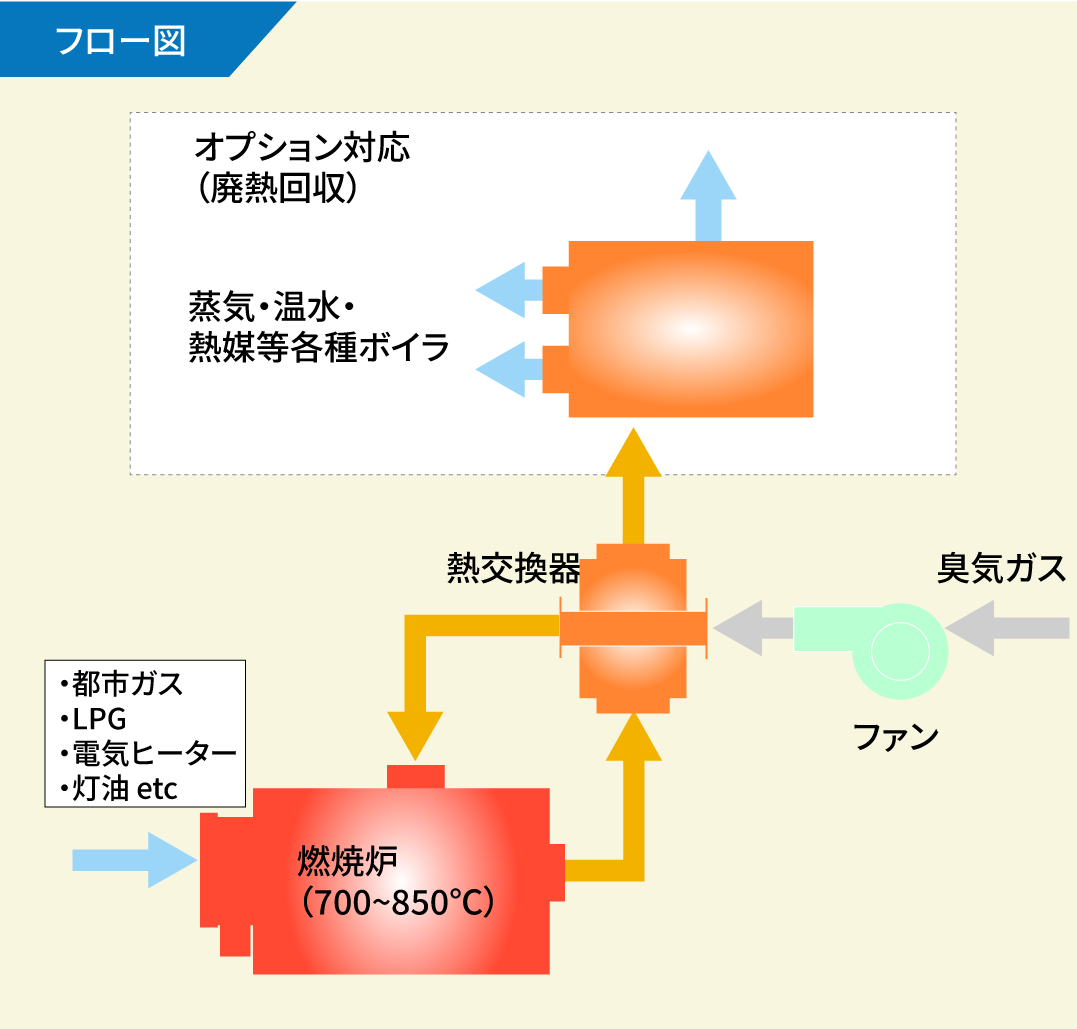 フロー図
オプション対応
（廃熱回収）
蒸気・温水・
熱媒等各種ボイラ
熱交換器
臭気ガス
ファン
・都市ガス
・LPG
・電気ヒーター
・灯油 etc
燃焼炉
（700~850℃）